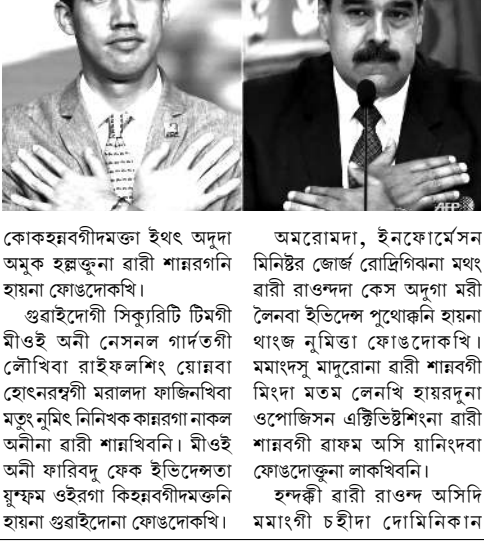 AFP
কোকহন্নবগীদমক্তা ইথৎ অদুদা
অমুক হল্লক্তুনা ৱারী শান্নরগনি
হায়না ফোঙদোকখি।
গুৱাইদোগী সিক্যুরিটি টিমগী
মীওই অনী নেসনল গার্দতগী
লৌখিবা রাইফলশিং য়োন্নবা
হোৎনরম্বগী মরালদা ফাজিনখিবা
মতুং নুমিৎ নিনিখক কান্নরগা নাকল
অনীনা ৱারী শান্নখিবনি। মীওই
অনী ফারিবদু ফেক ইভিদেন্সতা
য়ুম্ফম ওইরগা কিহন্নবগীদমক্তনি
হায়না গুৱাইদোনা ফোঙদোকখি।
অমরোমদা, ইনফোর্মেসন
মিনিষ্টর জোর্জ রোদ্রিগিঝনা মথং
ৱারী রাওন্দদা কেস অদুগা মরী
লৈনবা ইভিদেন্স পুথোক্কনি হায়না
থাংজ নুমিত্তা ফোঙদোকখি।
মমাংদসু মাদুরোনা ৱারী শান্নবগী
মিংদা মতম লেনখি হায়রদুনা
ওপোজিসন এক্টিভিষ্টশিংনা ৱারী
শান্নবগী ৱাফম অসি য়ানিংদবা
ফোঙদোক্তুনা লাকখিবনি।
হন্দক্কী ৱারী রাওন্দ অসিদি
মমাংগী চহীদা দোমিনিকান